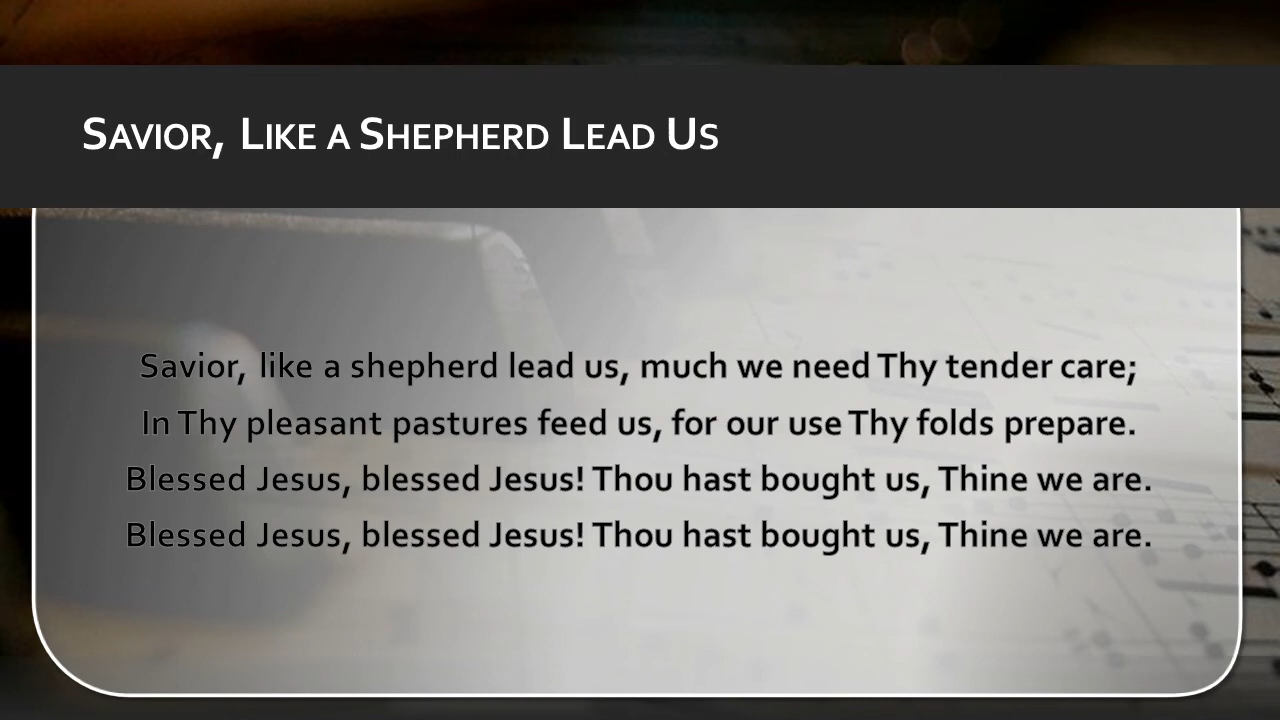 Savior, Like a Shepherd Lead Us
Savior, like a shepherd lead us, much we need Thy tender care;
In Thy pleasant pastures feed us, for our use Thy folds prepare.
Blessed Jesus, blessed Jesus! Thou hast bought us, Thine we are.
Blessed Jesus, blessed Jesus! Thou hast bought us, Thine we are.